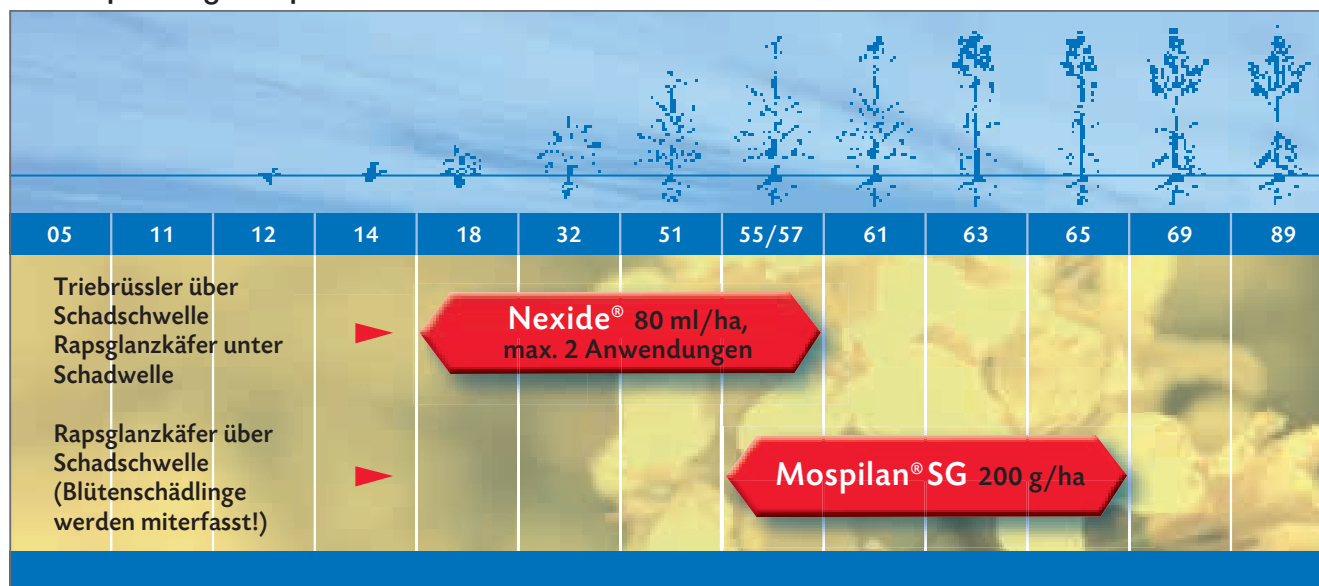 05 11 12 14 18 32 51 55/57 61 63 65 69 89
Triebrüssler über
Schadschwelle
Rapsglanzkäfer unter
Schadwelle
Nexide® 80 ml/ha,
max. 2 Anwendungen
Rapsglanzkäfer über
Schadschwelle
(Blütenschädlinge
werden miterfasst!)
Mospilan® SG 200 g/ha